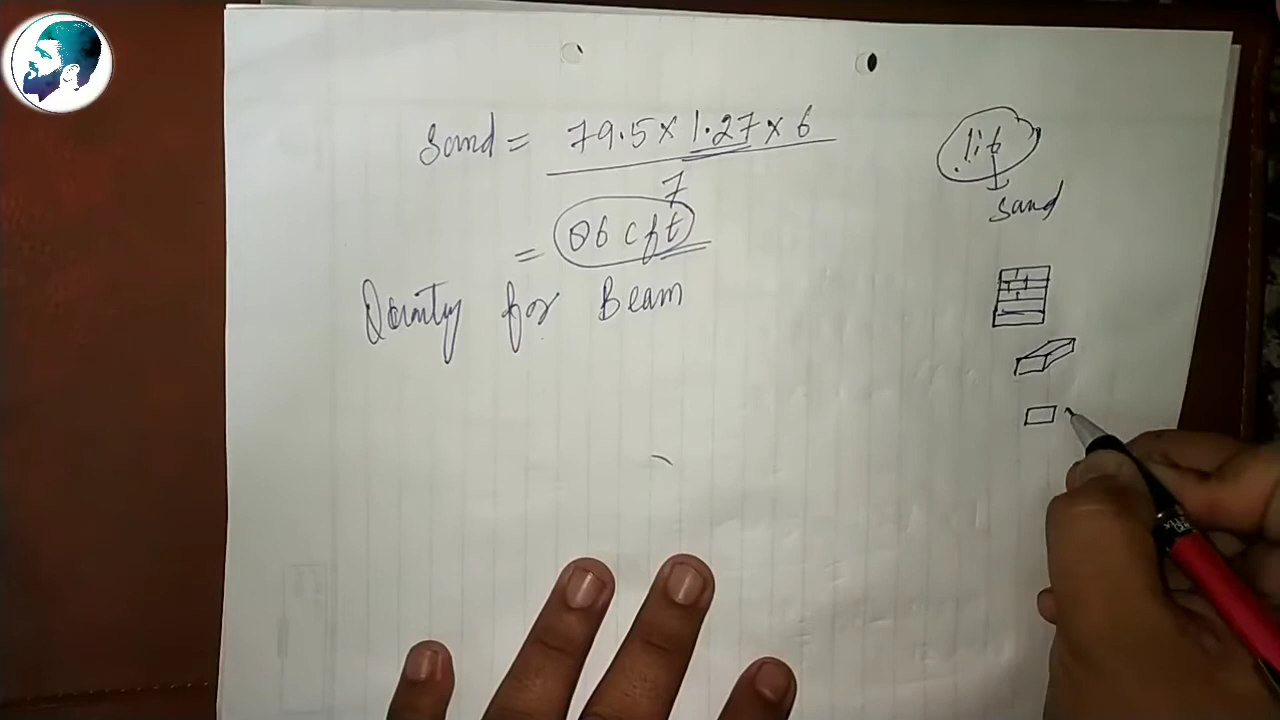 Sand = 79.5 x 1.27 x 6
7
= 86 cft
Quntity for Beam
1:6
Sand